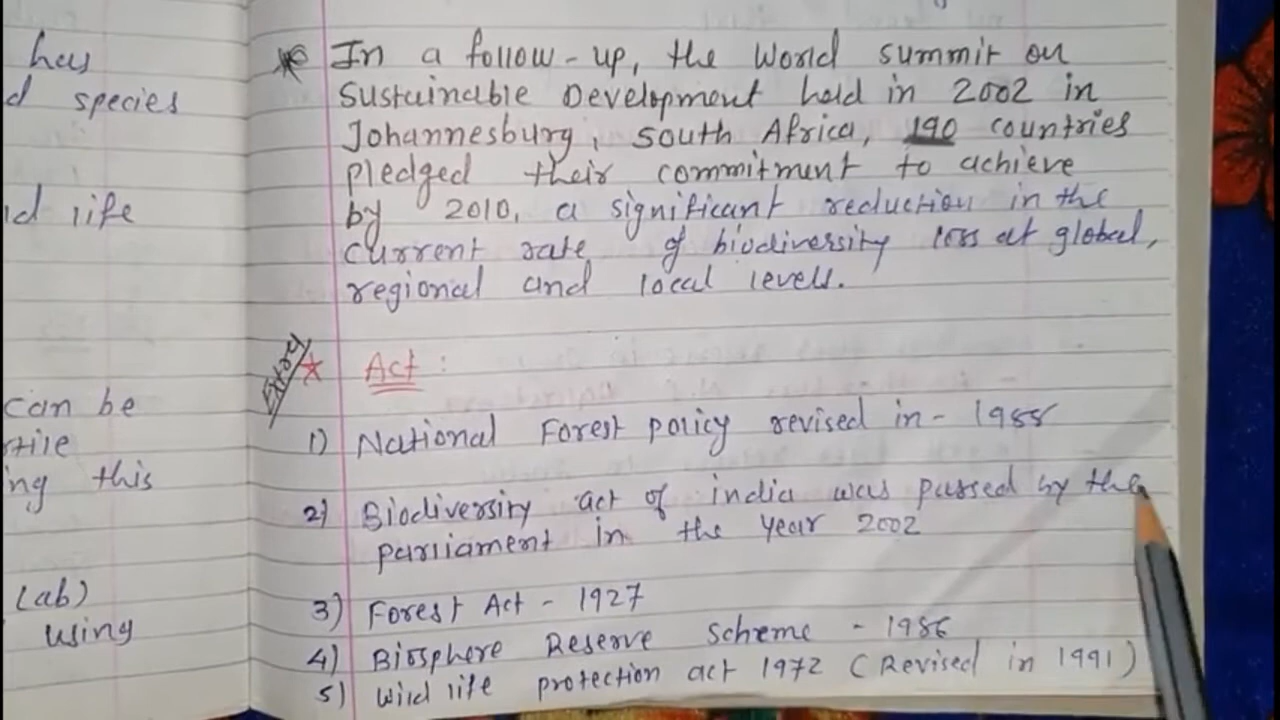 has
d species
id life
can be
rtile
ng this
(ab)
using
* In a follow-up, the World summit on
Sustainable Development held in 2002 in
Johannesburg, South Africa, 190 countries
pledged their commitment to achieve
by 2010, a significant reduction in the
current rate of biodiversity loss at global,
regional and local levels.
Extra
* Act :
1) National Forest policy revised in - 1988
2) Biodiversity act of india was passed by the
parliament in the year 2002
3) Forest Act - 1927
4) Biosphere Reserve Scheme - 1986
5) Wild life protection act 1972 (Revised in 1991)